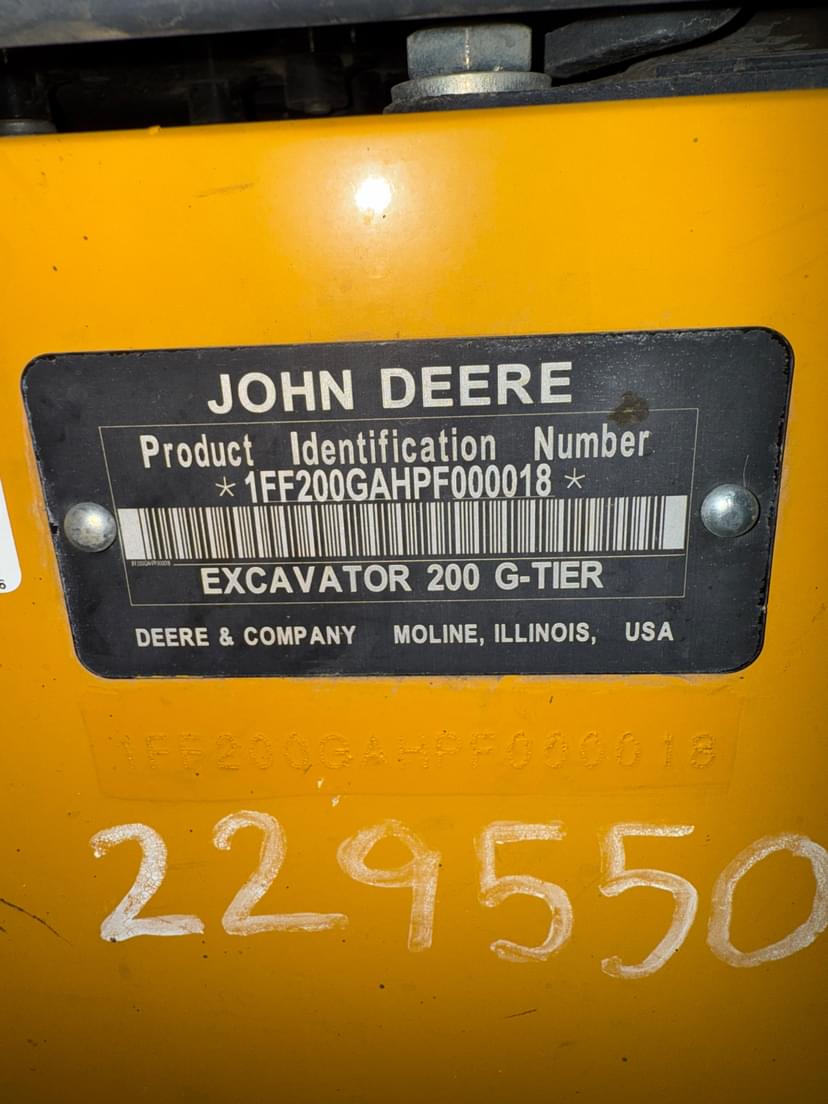 JOHN DEERE
Product Identification Number
* 1FF200GAHPF000018 *
EXCAVATOR 200 G-TIER
DEERE & COMPANY MOLINE, ILLINOIS, USA
1FF200GAHPF000018
229550